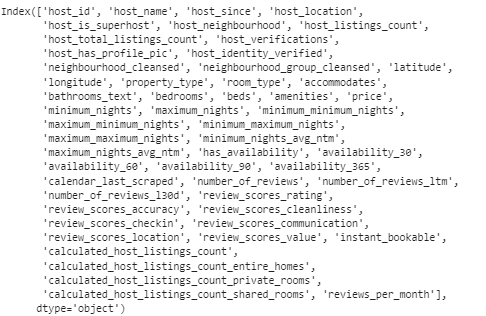 Index(['host_id', 'host_name', 'host_since', 'host_location',
'host_is_superhost', 'host_neighbourhood', 'host_listings_count',
'host_total_listings_count', 'host_verifications',
'host_has_profile_pic', 'host_identity_verified',
'neighbourhood_cleansed', 'neighbourhood_group_cleansed', 'latitude',
'longitude', 'property_type', 'room_type', 'accommodates',
'bathrooms_text', 'bedrooms', 'beds', 'amenities', 'price',
'minimum_nights', 'maximum_nights', 'minimum_minimum_nights',
'maximum_minimum_nights', 'minimum_maximum_nights',
'maximum_maximum_nights', 'minimum_nights_avg_ntm',
'maximum_nights_avg_ntm', 'has_availability', 'availability_30',
'availability_60', 'availability_90', 'availability_365',
'calendar_last_scraped', 'number_of_reviews', 'number_of_reviews_ltm',
'number_of_reviews_l30d', 'review_scores_rating',
'review_scores_accuracy', 'review_scores_cleanliness',
'review_scores_checkin', 'review_scores_communication',
'review_scores_location', 'review_scores_value', 'instant_bookable',
'calculated_host_listings_count',
'calculated_host_listings_count_entire_homes',
'calculated_host_listings_count_private_rooms',
'calculated_host_listings_count_shared_rooms', 'reviews_per_month'],
dtype='object')